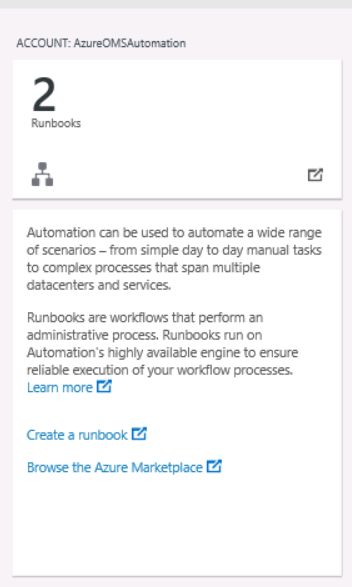 ACCOUNT: AzureOMSAutomation
2
Runbooks
Automation can be used to automate a wide range
of scenarios – from simple day to day manual tasks
to complex processes that span multiple
datacenters and services.
Runbooks are workflows that perform an
administrative process. Runbooks run on
Automation's highly available engine to ensure
reliable execution of your workflow processes.
Learn more
Create a runbook
Browse the Azure Marketplace